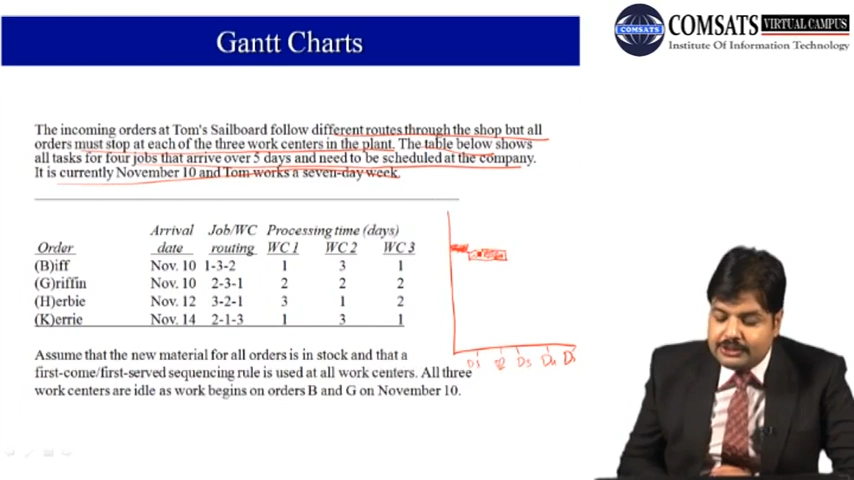 Gantt Charts
COMSATS VIRTUAL CAMPUS
COMSATS
Institute Of Information Technology
The incoming orders at Tom's Sailboard follow different routes through the shop but all
orders must stop at each of the three work centers in the plant. The table below shows
all tasks for four jobs that arrive over 5 days and need to be scheduled at the company.
It is currently November 10 and Tom works a seven-day week.
Arrival Job/WC Processing time (days)
Order date routing WC 1 WC 2 WC 3
(B)iff Nov. 10 1-3-2 1 3 1
(G)riffin Nov. 10 2-3-1 2 2 2
(H)erbie Nov. 12 3-2-1 3 1 2
(K)errie Nov. 14 2-1-3 1 3 1
D1 D3 D4
Assume that the new material for all orders is in stock and that a
first-come/first-served sequencing rule is used at all work centers. All three
work centers are idle as work begins on orders B and G on November 10.